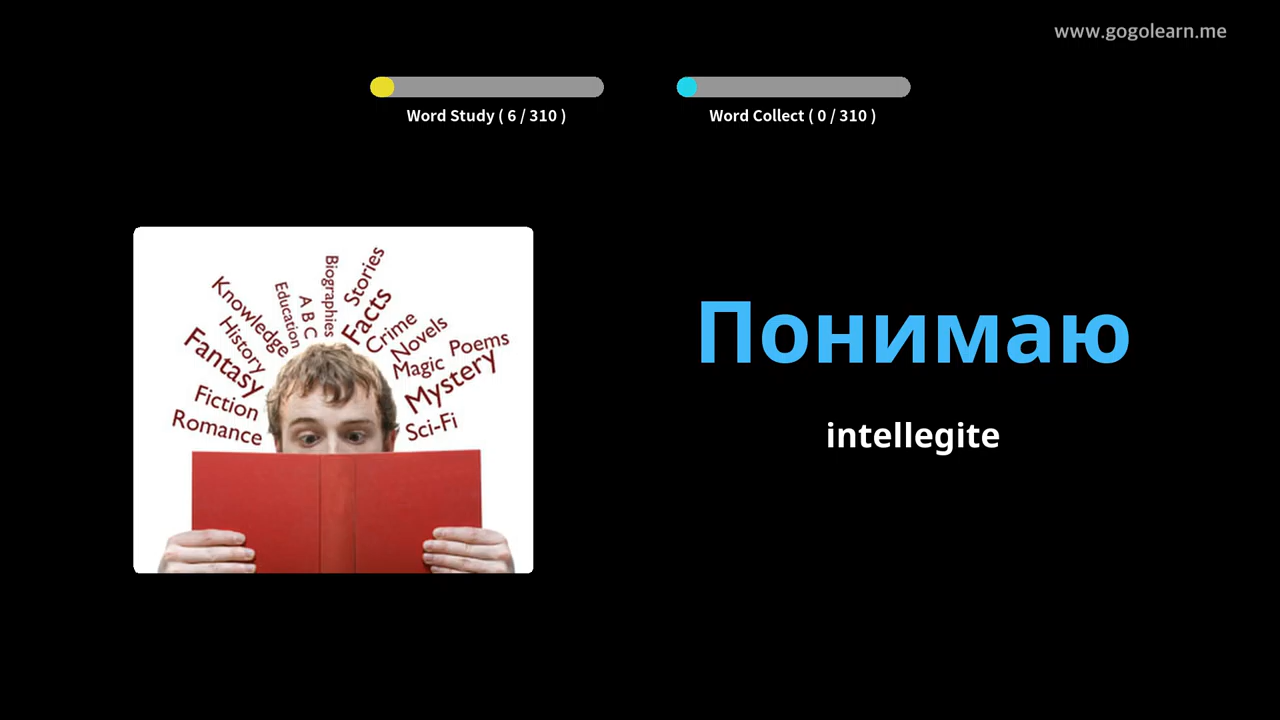 www.gogolearn.me
Word Study ( 6 / 310 )
Word Collect ( 0 / 310 )
Knowledge
History
Education
A B C
Biographies
Stories
Facts
Crime
Novels
Poems
Magic
Mystery
Sci-Fi
Fantasy
Fiction
Romance
Понимаю
intellegite